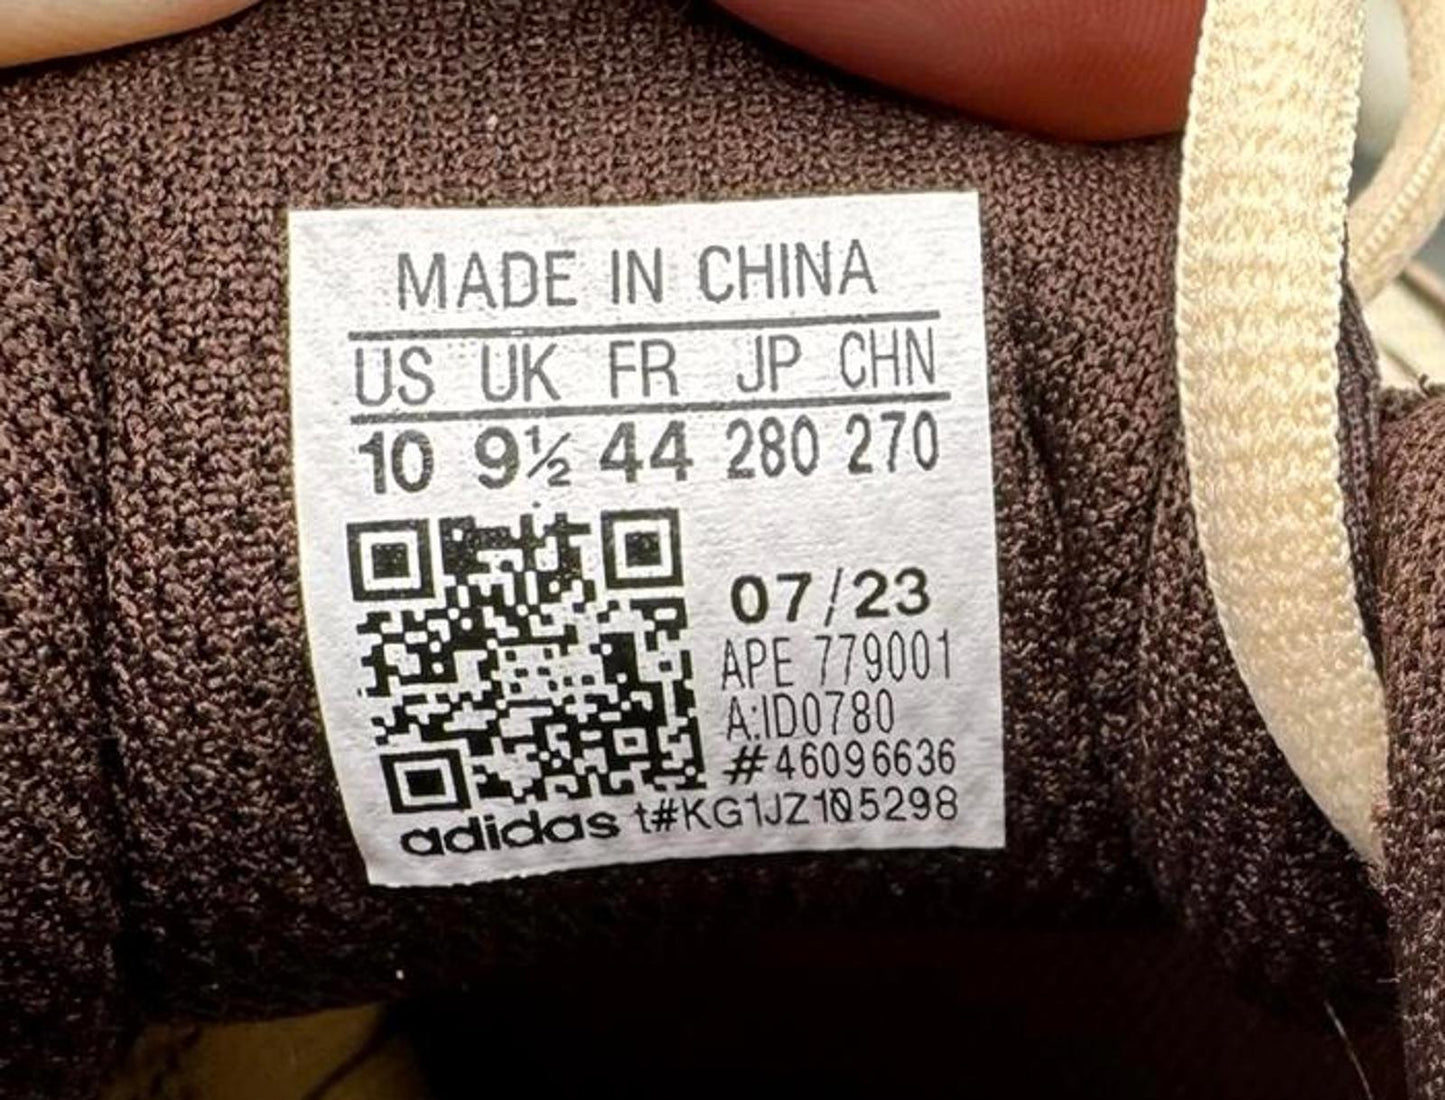 MADE IN CHINA
US UK FR JP CHN
10 9½ 44 280 270
07/23
APE 779001
A:ID0780
#46096636
adidas t#KG1JZ105298